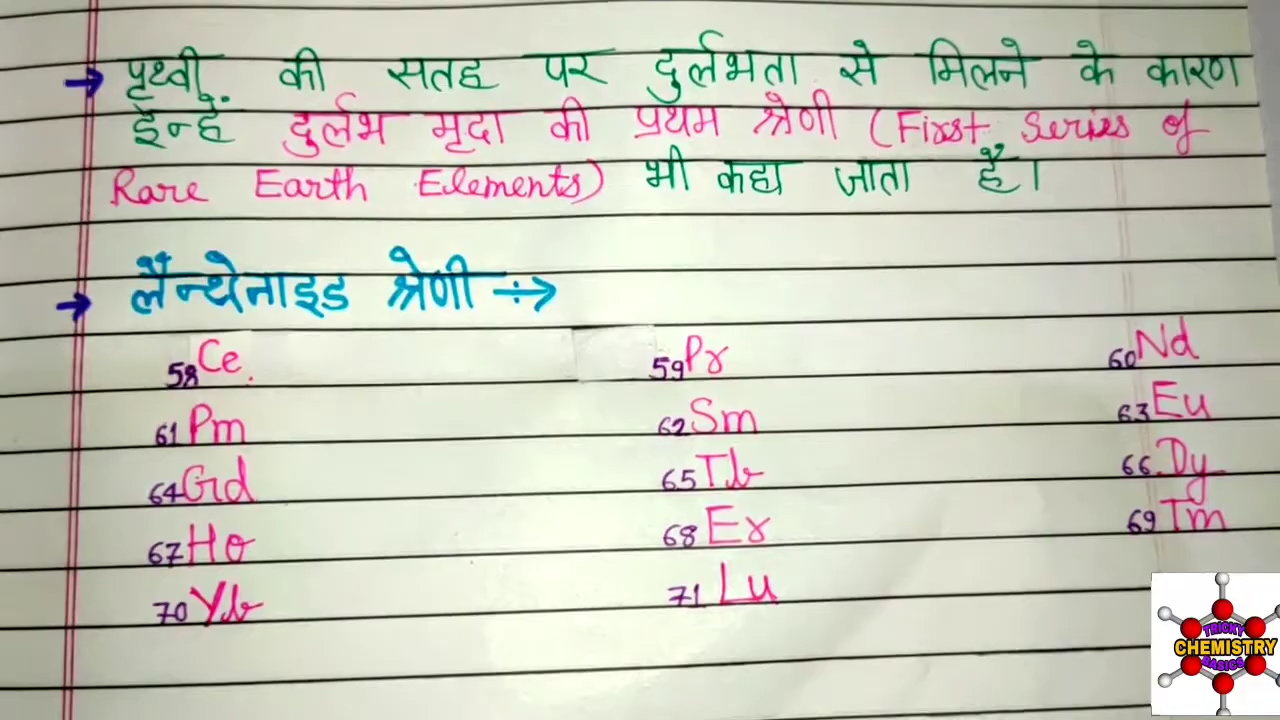 → पृथ्वी की सतह पर दुर्लभता से मिलने के कारण
इन्हें दुर्लभ मृदा की प्रथम श्रेणी (First Series of
Rare Earth Elements) भी कहा जाता है।
→ लैन्थेनाइड श्रेणी ÷→
58Ce. 59Pr 60Nd
61Pm 62Sm 63Eu
64Gd 65Tb 66Dy
67Ho 68Er 69Tm
70Yb 71Lu
TRICKY
CHEMISTRY
BASICS